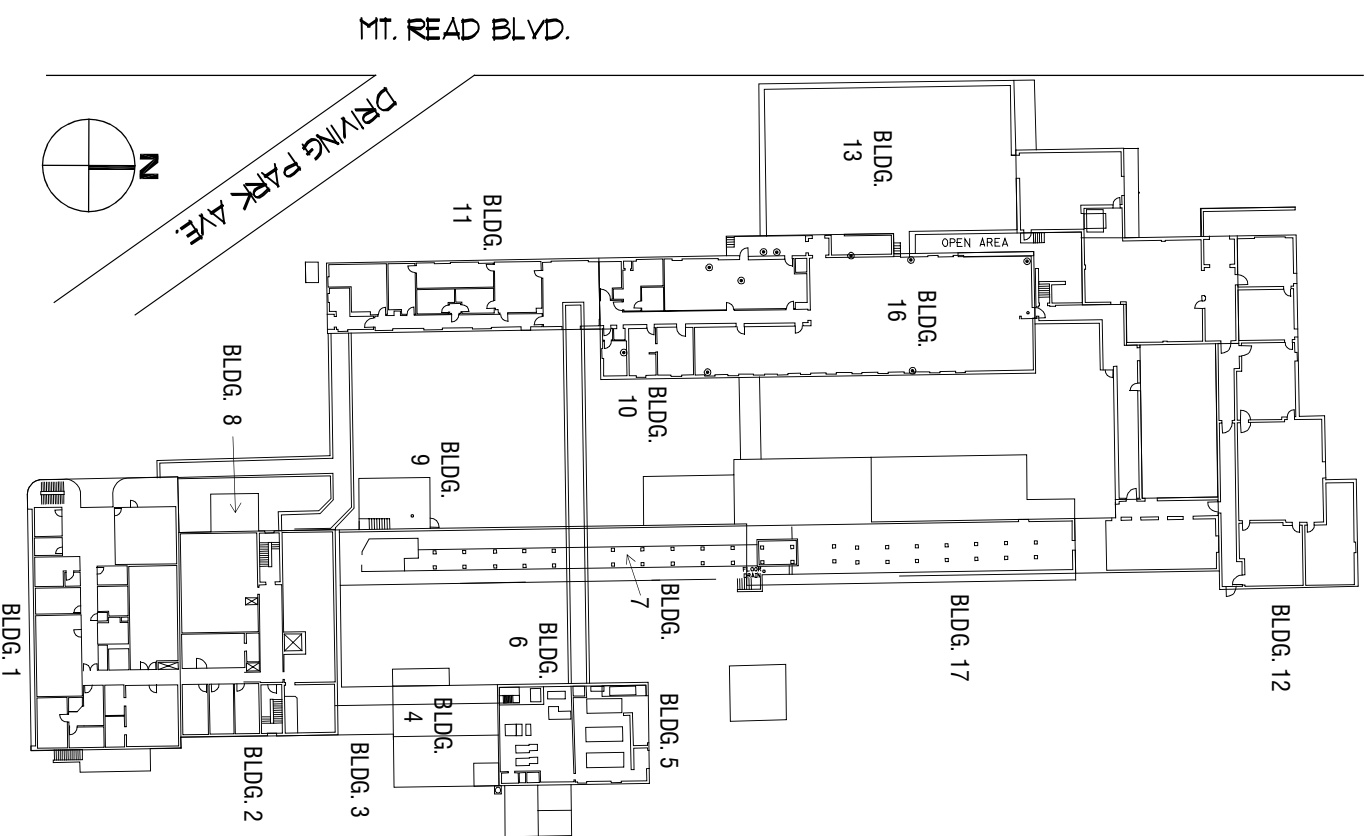 MT. READ BLVD.
DRIVING PARK AVE.
N
BLDG.
13
BLDG.
11
OPEN AREA
BLDG.
16
BLDG. 8
BLDG.
10
BLDG.
9
FLOOR
DRAIN
BLDG.
7
BLDG. 17
BLDG. 12
BLDG. 1
BLDG.
6
BLDG.
4
BLDG. 5
BLDG. 2
BLDG. 3